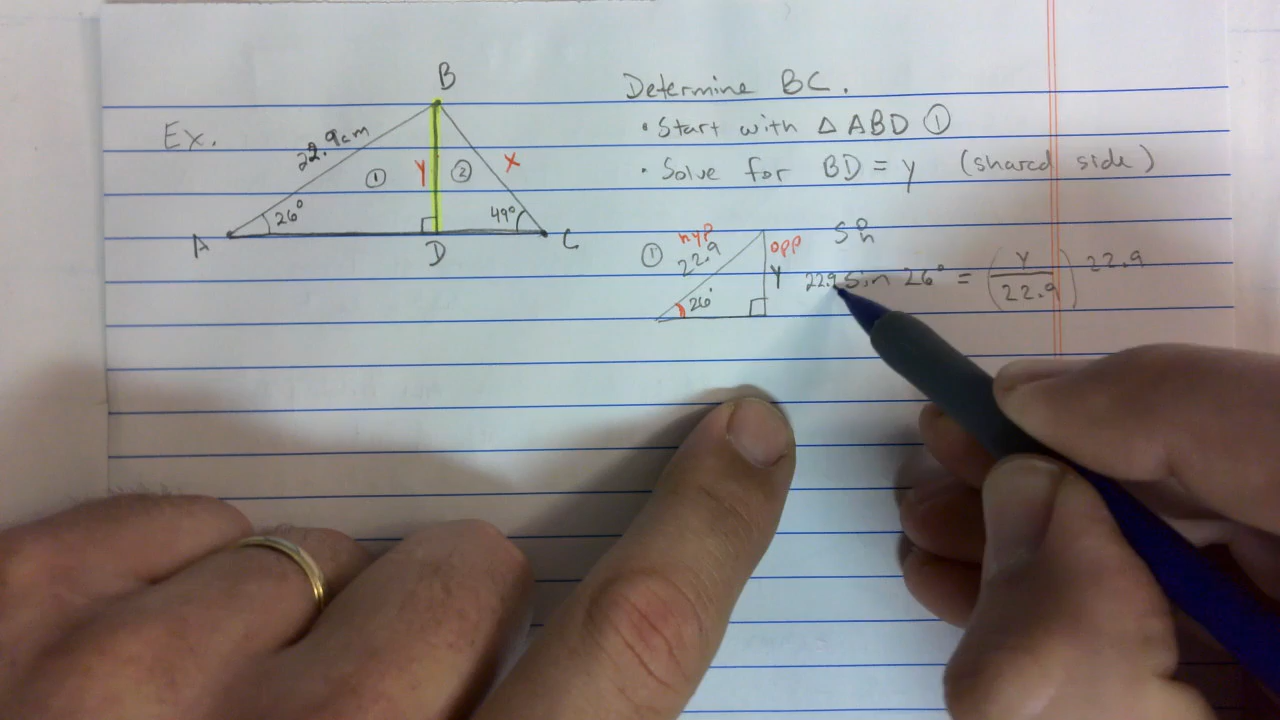 Ex.
B
22.9cm
① y ② x
26° 49°
A D C
Determine BC.
• Start with △ ABD ①
• Solve for BD = y (shared side)
① hyp
22.9
opp
y
26°
S o/h
22.9 sin 26° = (y/22.9) 22.9